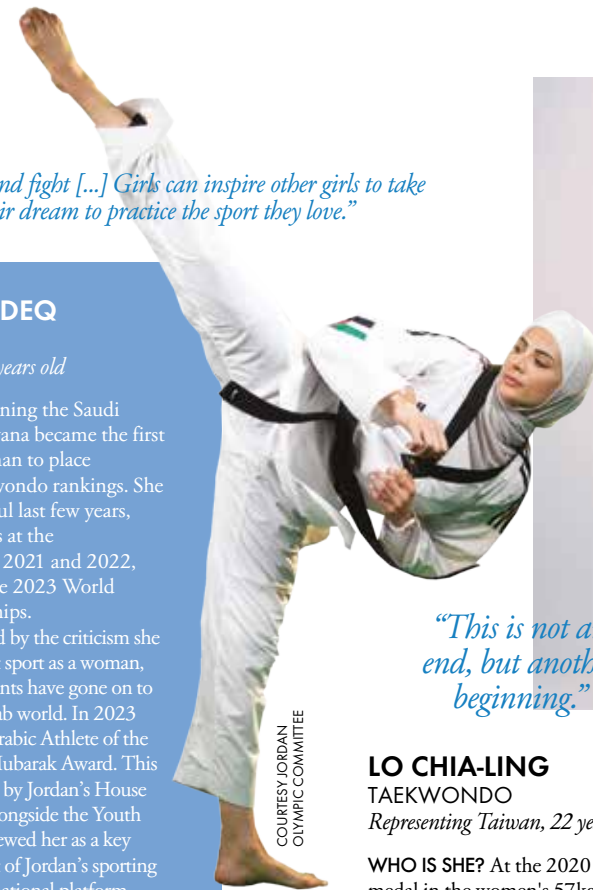 nd fight [...] Girls can inspire other girls to take
ir dream to practice the sport they love.”
DEQ
years old
ning the Saudi
ana became the first
an to place
wondo rankings. She
ul last few years,
s at the
2021 and 2022,
e 2023 World
hips.
d by the criticism she
t sport as a woman,
nts have gone on to
ab world. In 2023
rabic Athlete of the
Mubarak Award. This
by Jordan’s House
ongside the Youth
ewed her as a key
t of Jordan’s sporting
COURTESY JORDAN
OLYMPIC COMMITTEE
“This is not a
end, but anoth
beginning.”
LO CHIA-LING
TAEKWONDO
Representing Taiwan, 22 ye
WHO IS SHE? At the 2020